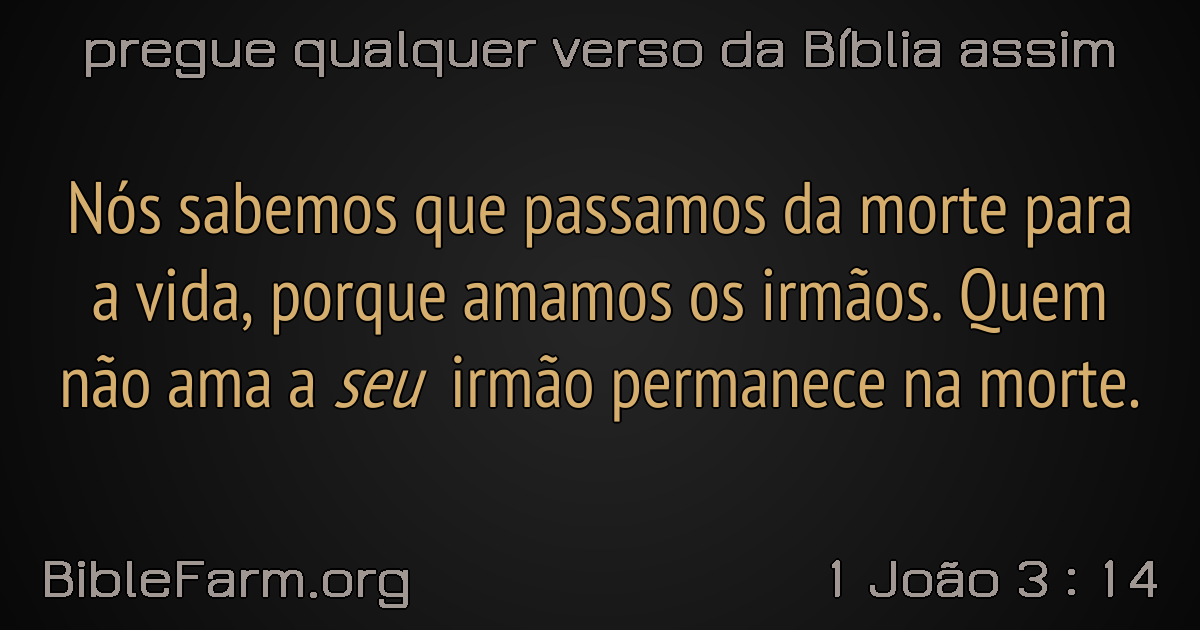 pregue qualquer verso da Bíblia assim
Nós sabemos que passamos da morte para
a vida, porque amamos os irmãos. Quem
não ama a seu irmão permanece na morte.
BibleFarm.org
1 João 3 : 14